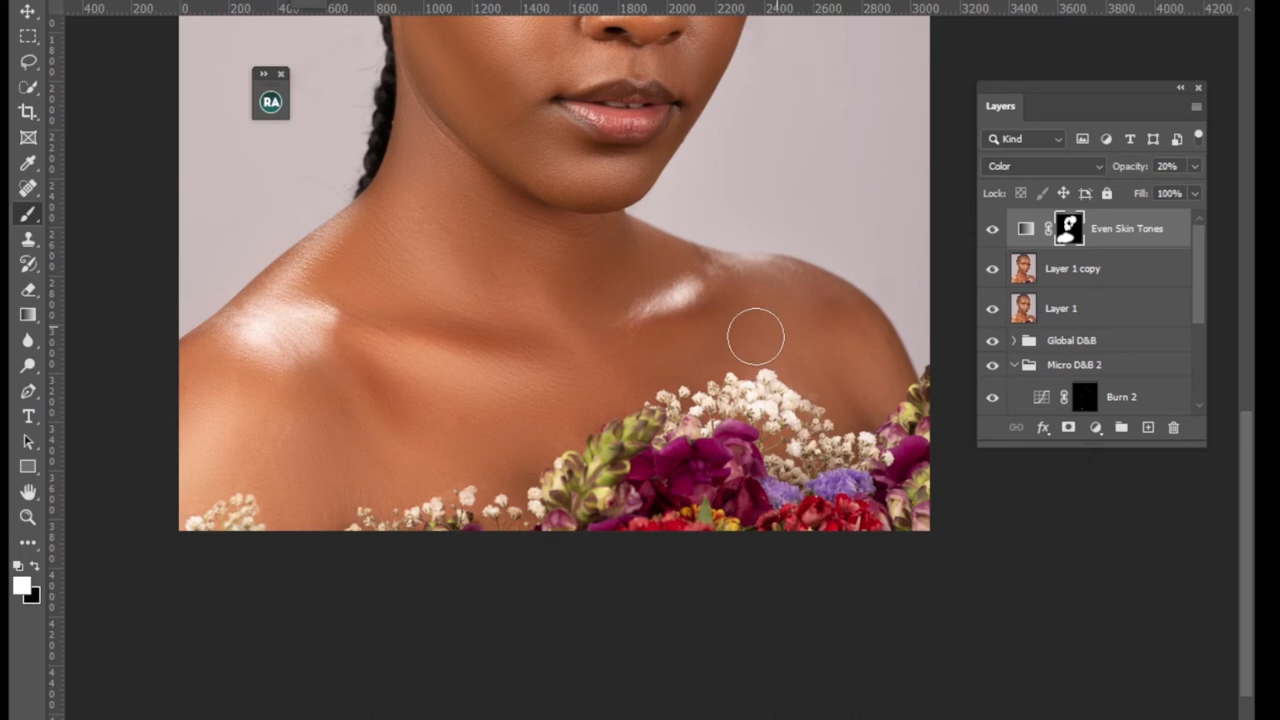 400 200 0 200 400 600 800 1000 1200 1400 1600 1800 2000 2200 2400 2600 2800 3000 3200 3400 3600 3800 4000 4200
RA
Layers
Kind
Color Opacity: 20%
Lock: Fill: 100%
Even Skin Tones
Layer 1 copy
Layer 1
Global D&B
Micro D&B 2
Burn 2
fx
T